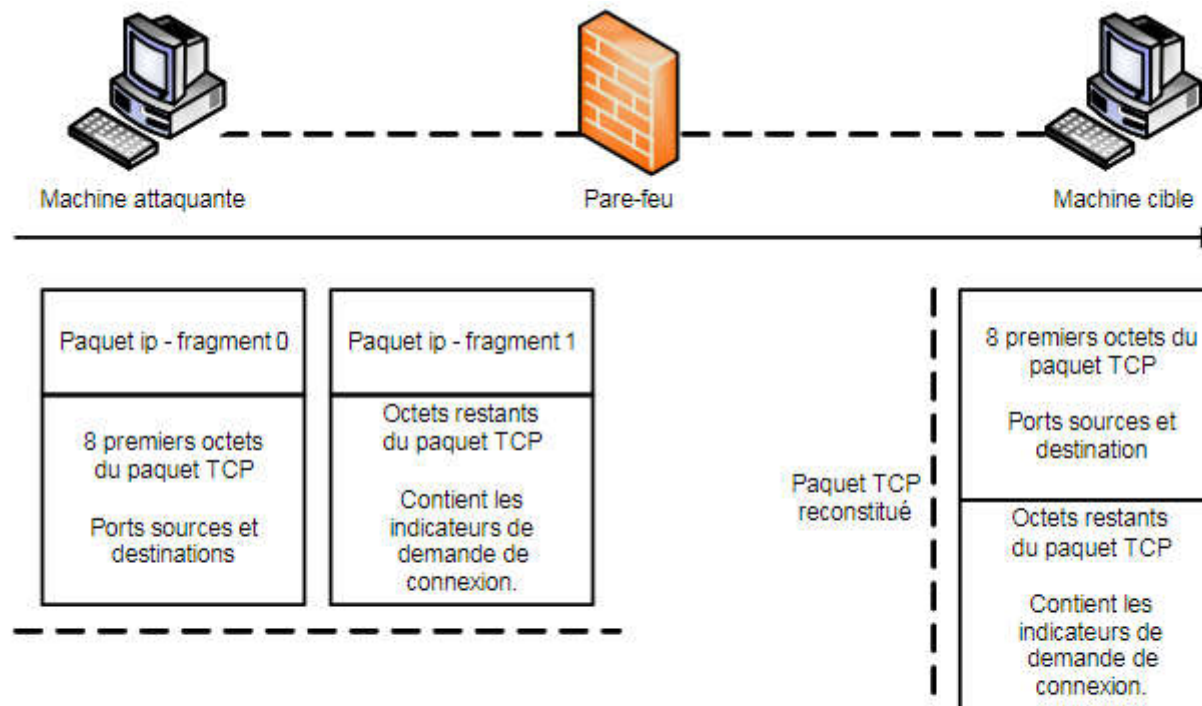 Machine attaquante
Pare-feu
Machine cible
Paquet ip - fragment 0
8 premiers octets
du paquet TCP
Ports sources et
destinations
Paquet ip - fragment 1
Octets restants
du paquet TCP
Contient les
indicateurs de
demande de
connexion.
Paquet TCP
reconstitué
8 premiers octets du
paquet TCP
Ports sources et
destination
Octets restants
du paquet TCP
Contient les
indicateurs de
demande de
connexion.